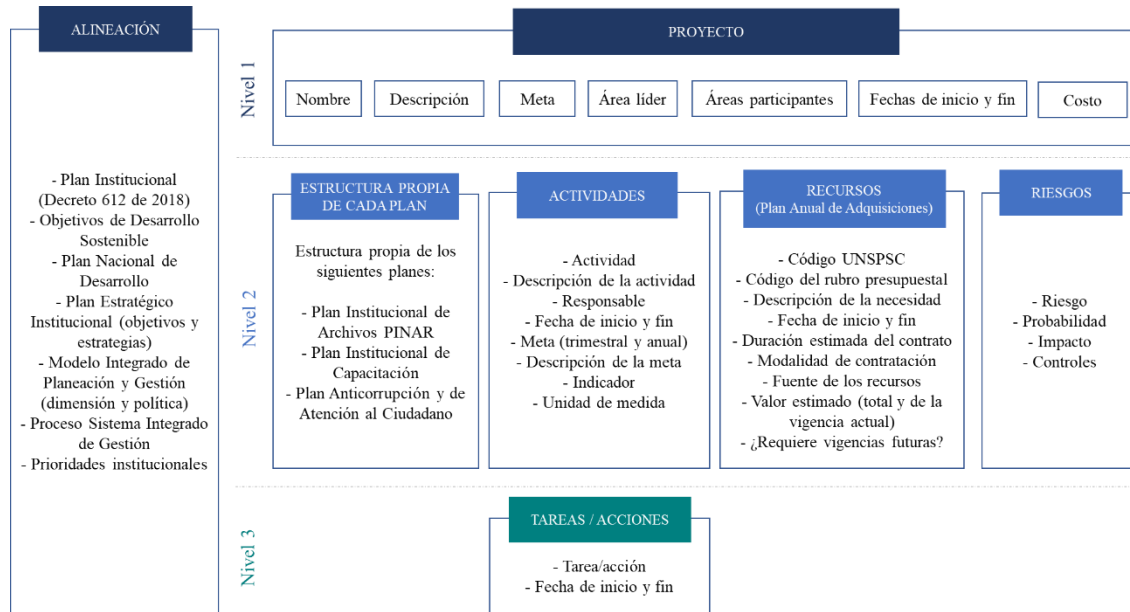 ALINEACIÓN
- Plan Institucional
(Decreto 612 de 2018)
- Objetivos de Desarrollo
Sostenible
- Plan Nacional de
Desarrollo
- Plan Estratégico
Institucional (objetivos y
estrategias)
- Modelo Integrado de
Planeación y Gestión
(dimensión y política)
- Proceso Sistema Integrado
de Gestión
- Prioridades institucionales
Nivel 1
PROYECTO
Nombre
Descripción
Meta
Área líder
Áreas participantes
Fechas de inicio y fin
Costo
Nivel 2
ESTRUCTURA PROPIA
DE CADA PLAN
Estructura propia de los
siguientes planes:
- Plan Institucional de
Archivos PINAR
- Plan Institucional de
Capacitación
- Plan Anticorrupción y de
Atención al Ciudadano
ACTIVIDADES
- Actividad
- Descripción de la actividad
- Responsable
- Fecha de inicio y fin
- Meta (trimestral y anual)
- Descripción de la meta
- Indicador
- Unidad de medida
RECURSOS
(Plan Anual de Adquisiciones)
- Código UNSPSC
- Código del rubro presupuestal
- Descripción de la necesidad
- Fecha de inicio y fin
- Duración estimada del contrato
- Modalidad de contratación
- Fuente de los recursos
- Valor estimado (total y de la
vigencia actual)
- ¿Requiere vigencias futuras?
RIESGOS
- Riesgo
- Probabilidad
- Impacto
- Controles
Nivel 3
TAREAS / ACCIONES
- Tarea/acción
- Fecha de inicio y fin